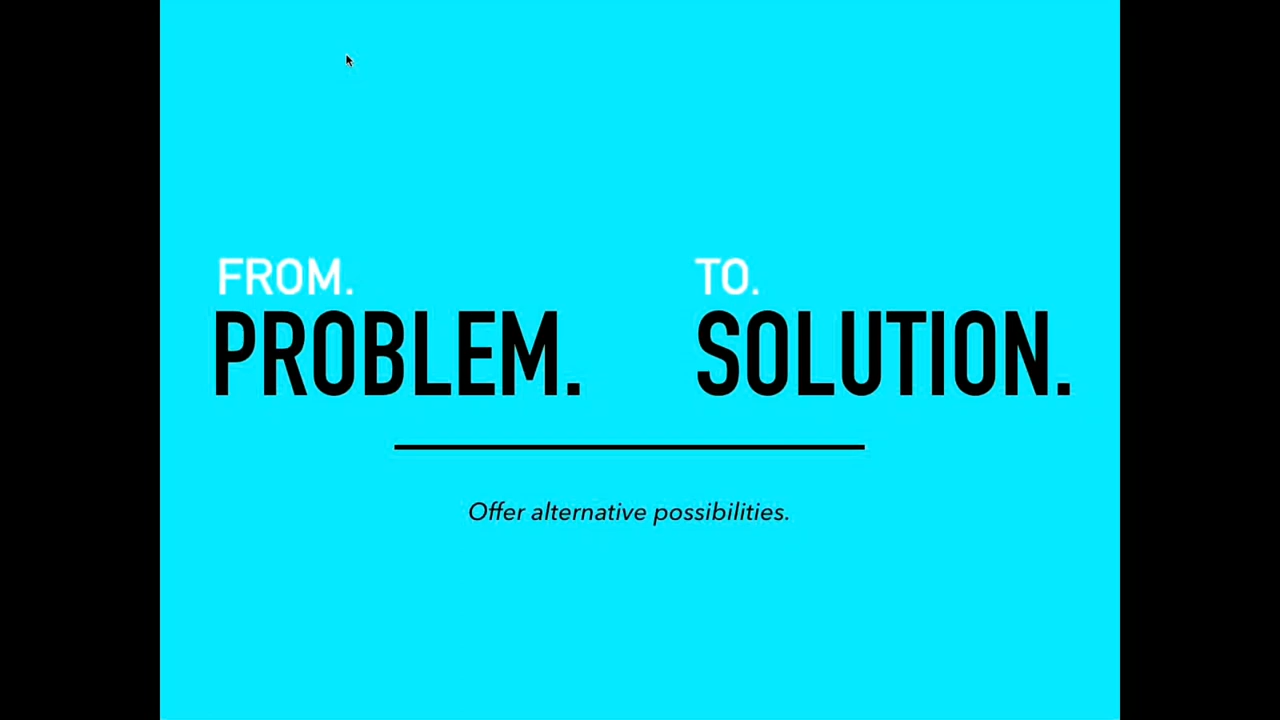 FROM.
PROBLEM.
TO.
SOLUTION.
Offer alternative possibilities.